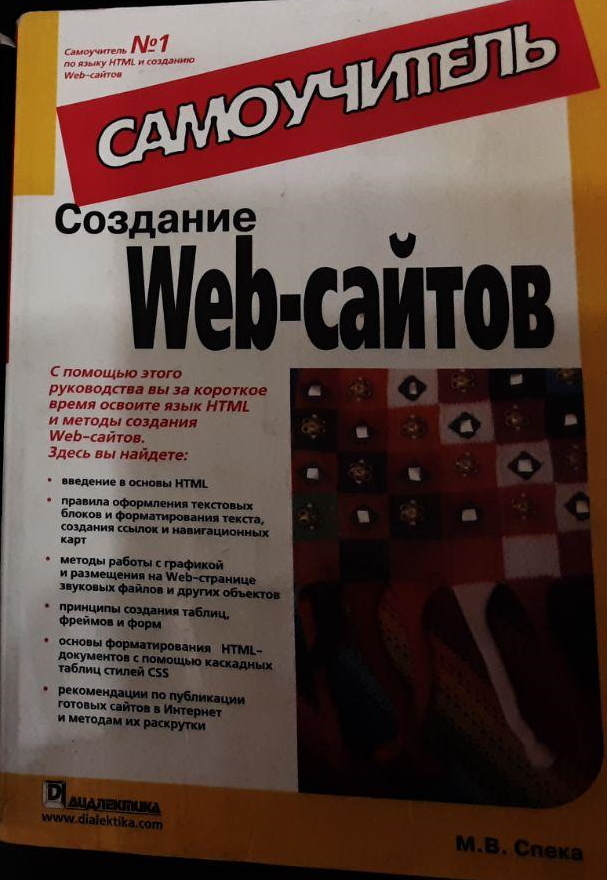 Самоучитель №1
по языку HTML и созданию
Web-сайтов
САМОУЧИТЕЛЬ
Создание
Web-сайтов
С помощью этого
руководства вы за короткое
время освоите язык HTML
и методы создания
Web-сайтов.
Здесь вы найдете:
• введение в основы HTML
• правила оформления текстовых
блоков и форматирования текста,
создания ссылок и навигационных
карт
• методы работы с графикой
и размещения на Web-странице
звуковых файлов и других объектов
• принципы создания таблиц,
фреймов и форм
• основы форматирования HTML-
документов с помощью каскадных
таблиц стилей CSS
• рекомендации по публикации
готовых сайтов в Интернет
и методам их раскрутки
Д ДИАЛЕКТИКА
www.dialektika.com
М.В. Спека